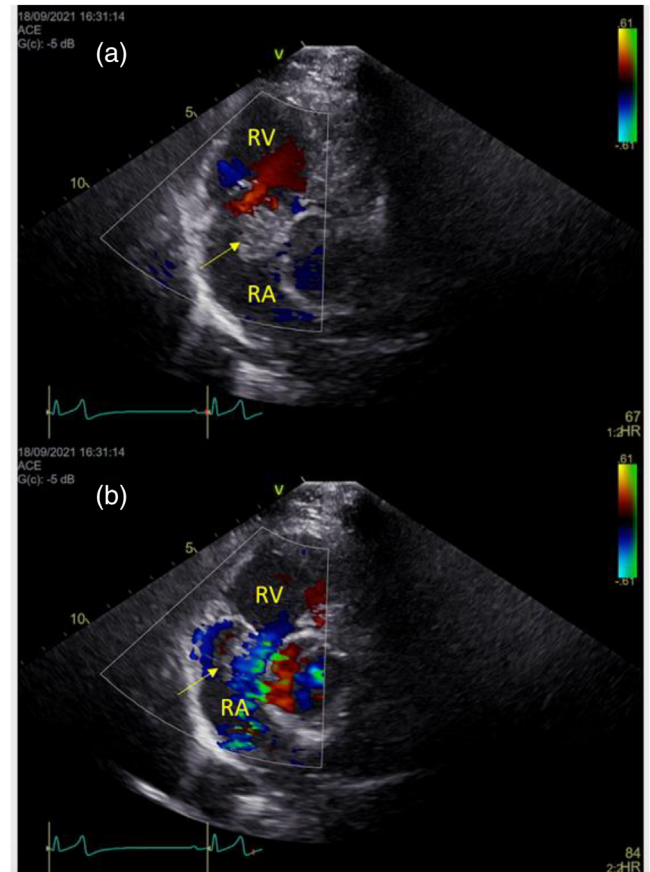 18/09/2021 16:31:14
ACE
G(c): -5 dB
(a)
V
.61
-.61
5
10
RV
RA
67
1:2HR
18/09/2021 16:31:14
ACE
G(c): -5 dB
(b)
V
.61
-.61
5
10
RV
RA
84
2:2HR